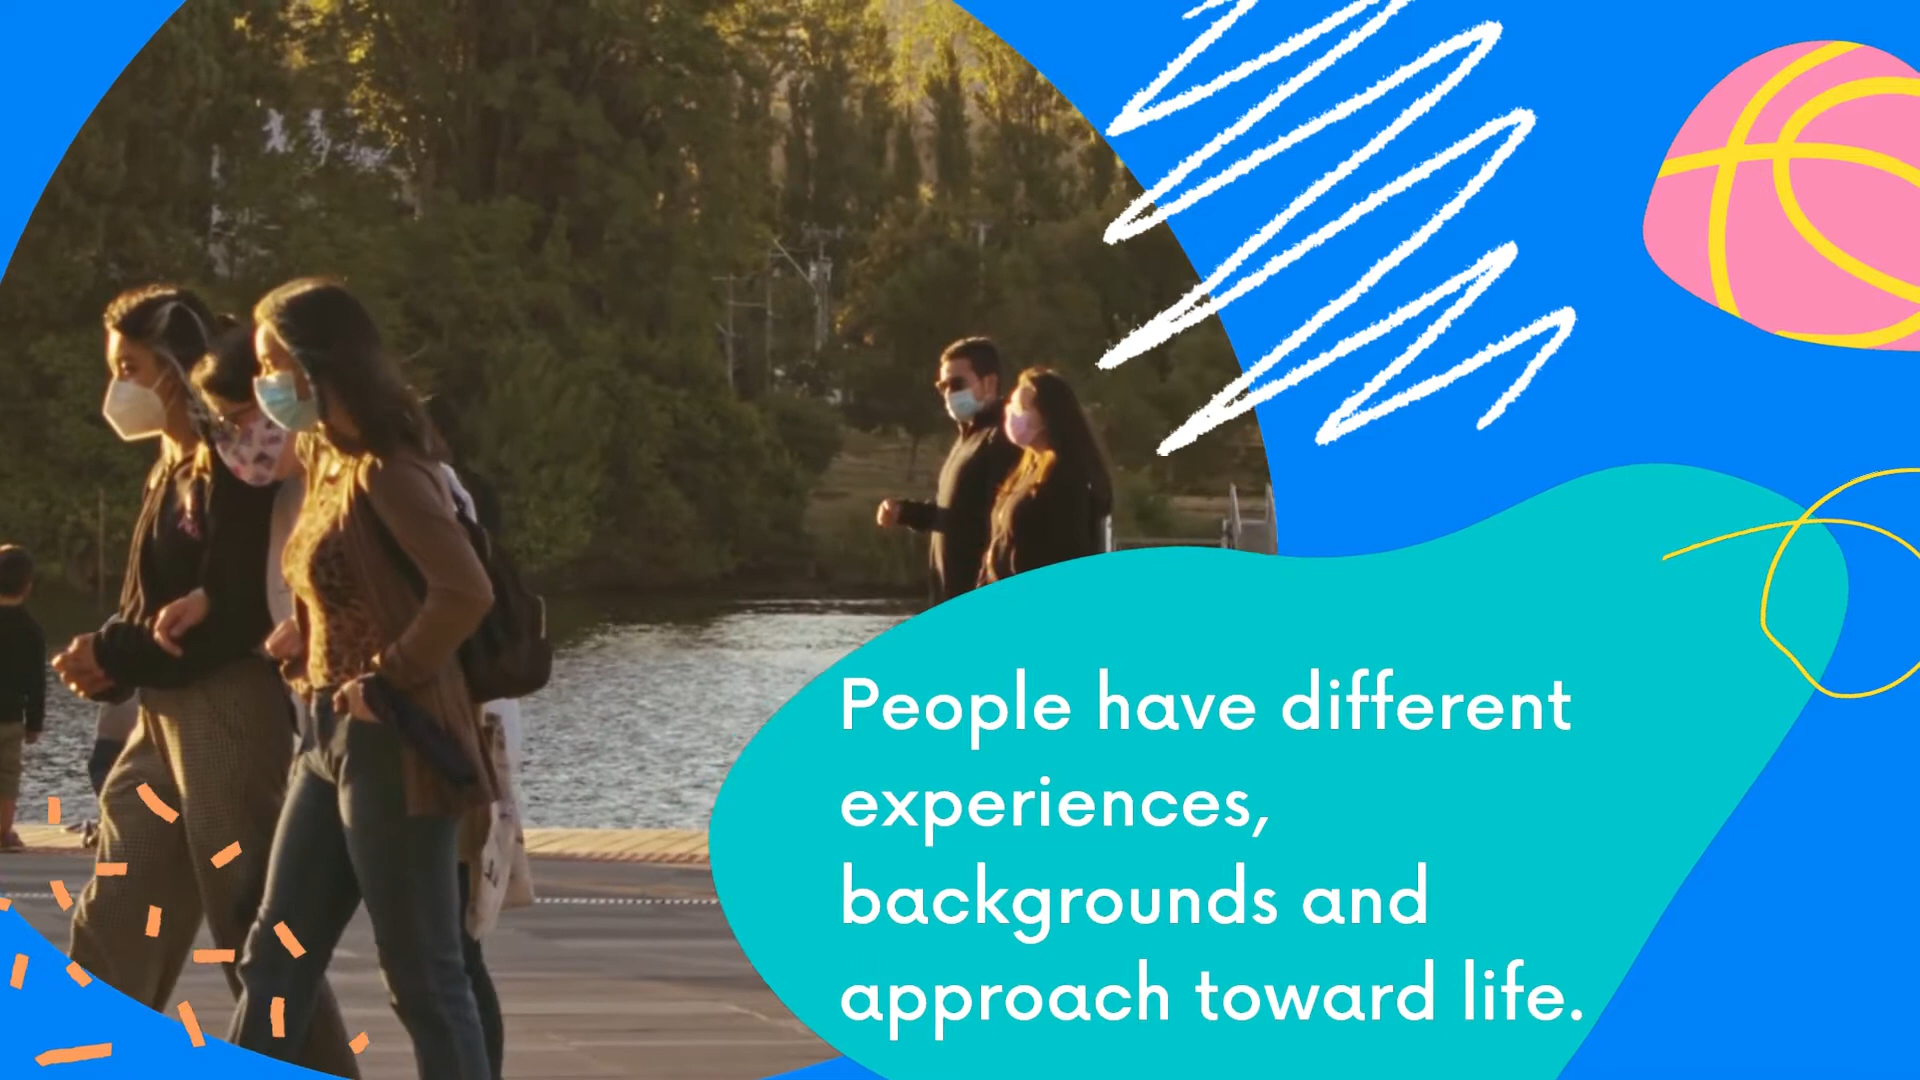 People have different
experiences,
backgrounds and
approach toward life.